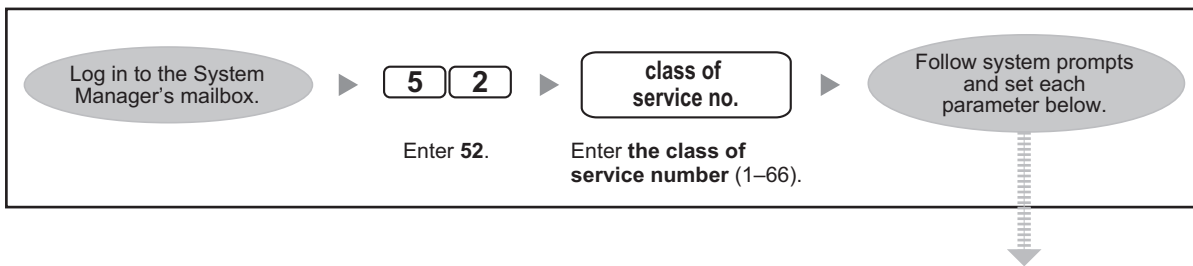 Log in to the System
Manager's mailbox.
5 2
class of
service no.
Follow system prompts
and set each
parameter below.
Enter 52.
Enter the class of
service number (1–66).